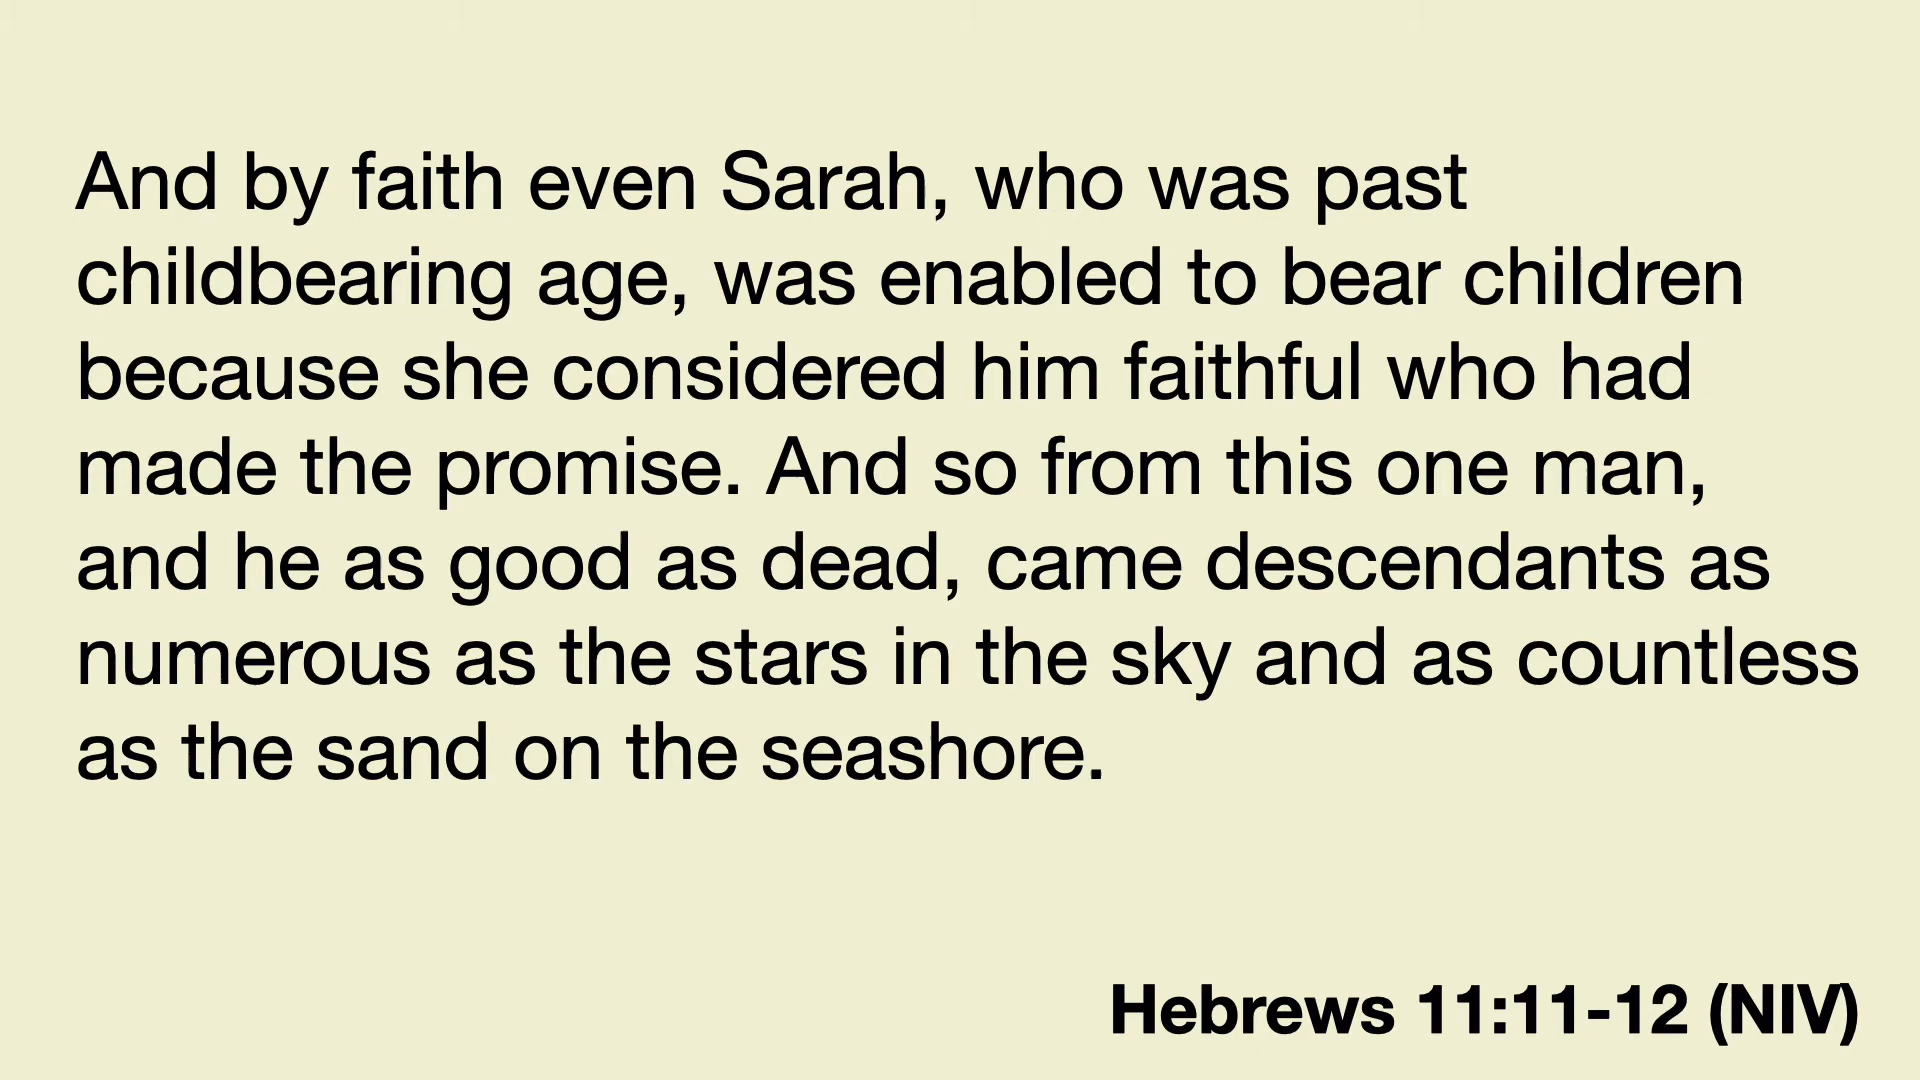 And by faith even Sarah, who was past
childbearing age, was enabled to bear children
because she considered him faithful who had
made the promise. And so from this one man,
and he as good as dead, came descendants as
numerous as the stars in the sky and as countless
as the sand on the seashore.
Hebrews 11:11-12 (NIV)